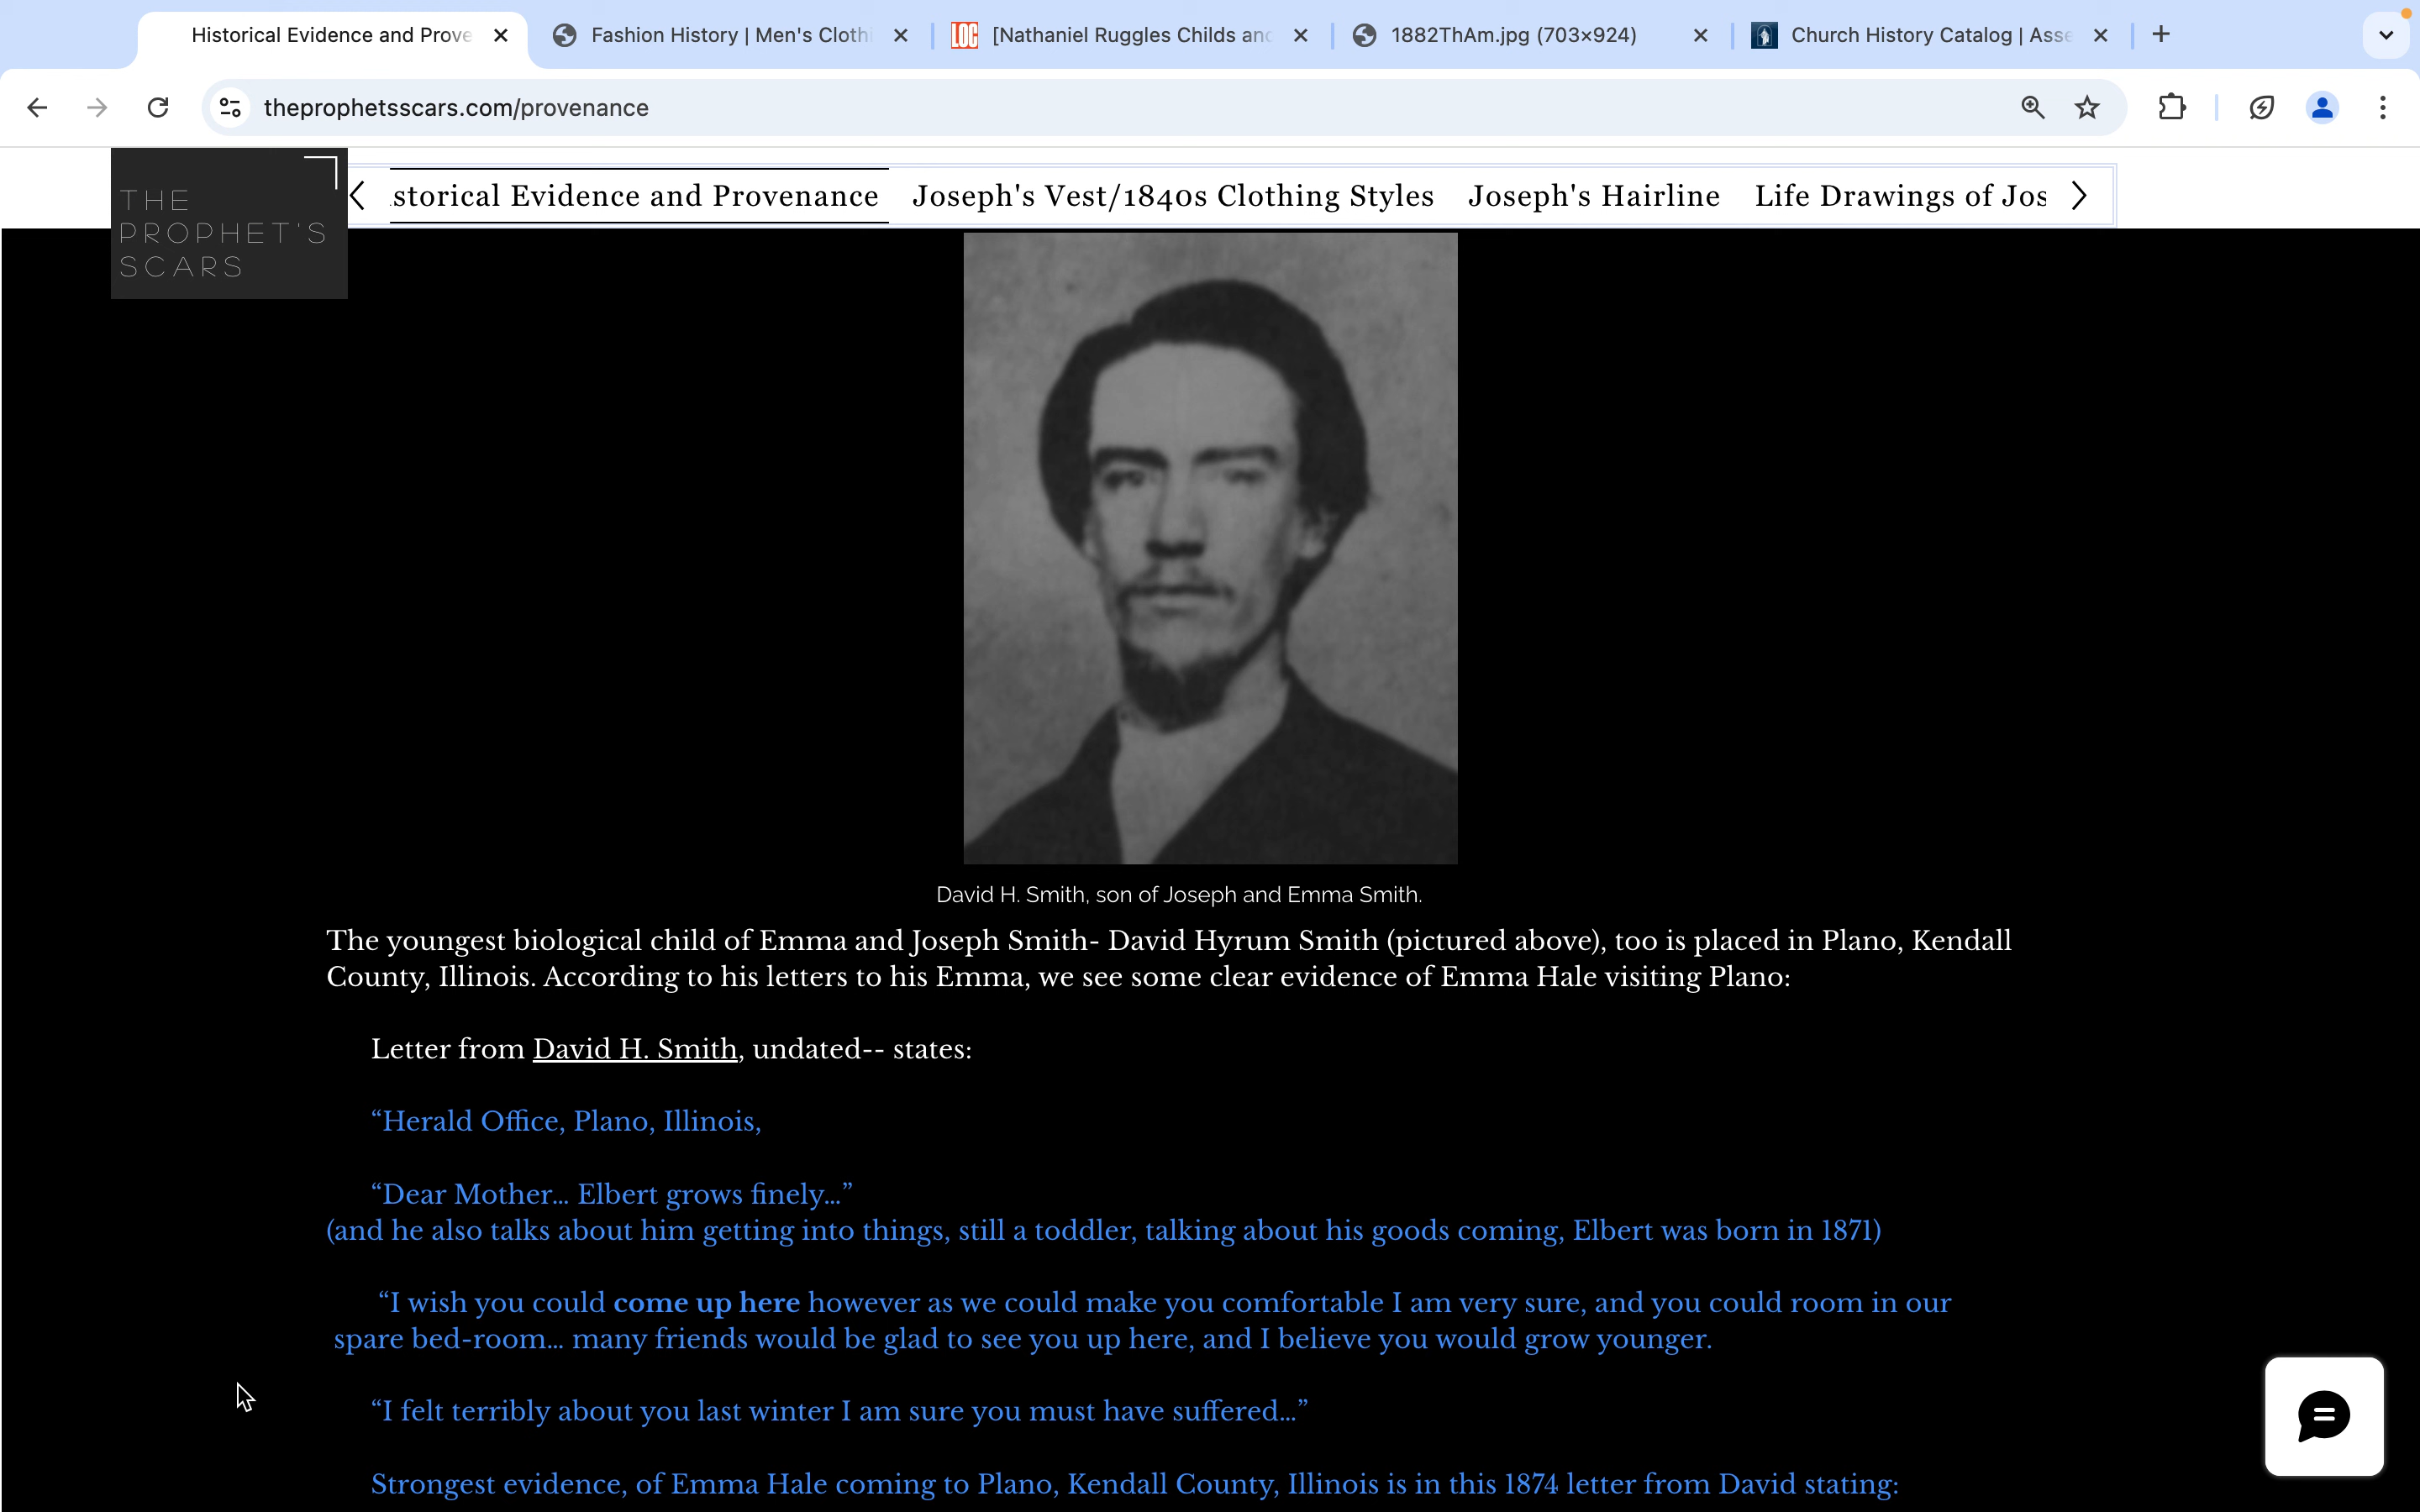 Historical Evidence and Prove
Fashion History | Men's Clothi
LOC
[Nathaniel Ruggles Childs and
1882ThAm.jpg (703×924)
Church History Catalog | Asse
theprophetsscars.com/provenance
THE
PROPHET'S
SCARS
storical Evidence and Provenance
Joseph's Vest/1840s Clothing Styles
Joseph's Hairline
Life Drawings of Jos
David H. Smith, son of Joseph and Emma Smith.
The youngest biological child of Emma and Joseph Smith- David Hyrum Smith (pictured above), too is placed in Plano, Kendall
County, Illinois. According to his letters to his Emma, we see some clear evidence of Emma Hale visiting Plano:
Letter from David H. Smith, undated-- states:
“Herald Office, Plano, Illinois,
“Dear Mother... Elbert grows finely...”
(and he also talks about him getting into things, still a toddler, talking about his goods coming, Elbert was born in 1871)
“I wish you could come up here however as we could make you comfortable I am very sure, and you could room in our
spare bed-room... many friends would be glad to see you up here, and I believe you would grow younger.
“I felt terribly about you last winter I am sure you must have suffered...”
Strongest evidence, of Emma Hale coming to Plano, Kendall County, Illinois is in this 1874 letter from David stating: